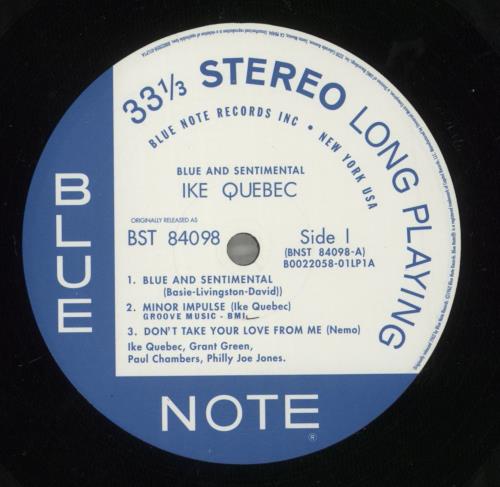 33⅓ STEREO LONG PLAYING
BLUE NOTE RECORDS INC • NEW YORK USA
BLUE AND SENTIMENTAL
IKE QUEBEC
ORIGINALLY RELEASED AS
BST 84098
Side I
(BNST 84098-A)
B0022058-01LP1A
1. BLUE AND SENTIMENTAL
(Basie-Livingston-David))
2. MINOR IMPULSE (Ike Quebec)
GROOVE MUSIC - BMI
3. DON'T TAKE YOUR LOVE FROM ME (Nemo)
Ike Quebec, Grant Green,
Paul Chambers, Philly Joe Jones.
BLUE
NOTE
®